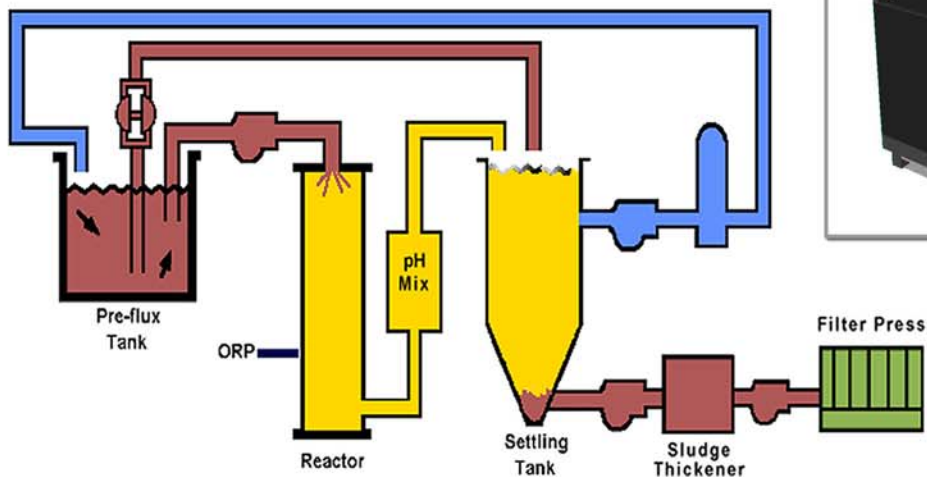 Pre-flux
Tank
ORP
Reactor
pH
Mix
Settling
Tank
Sludge
Thickener
Filter Press